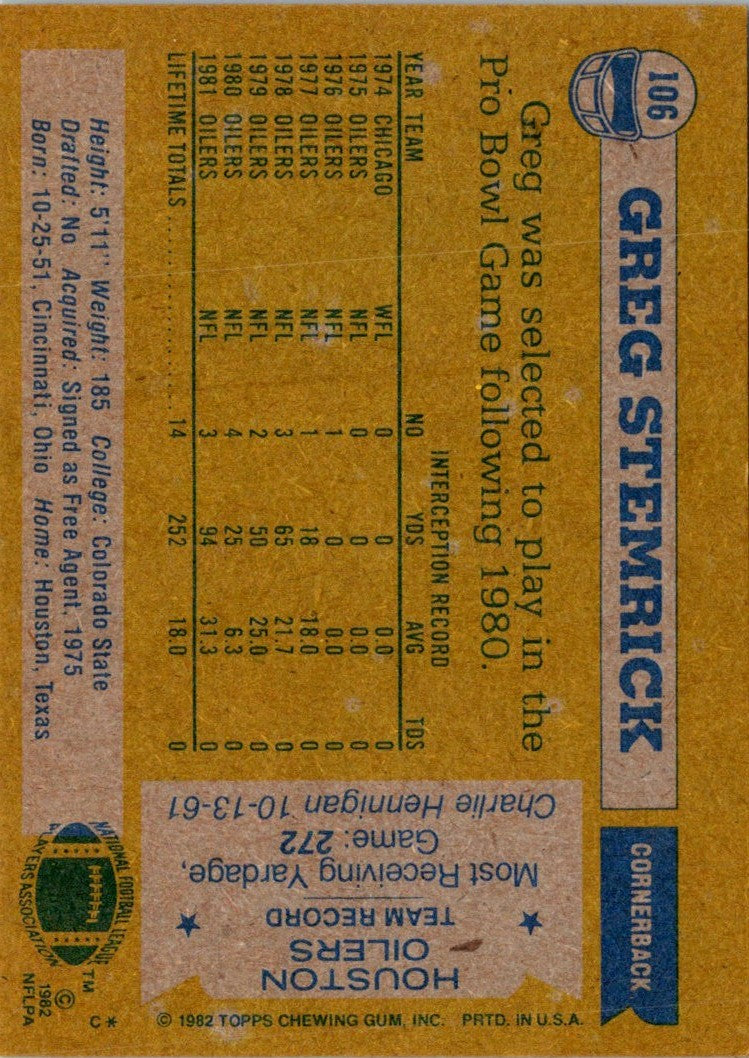 106
GREG STEMRICK
CORNERBACK
Greg was selected to play in the
Pro Bowl Game following 1980.
INTERCEPTION RECORD
YEAR TEAM NO YDS AVG TDS
1974 CHICAGO WFL 0 0 0.0 0
1975 OILERS NFL 0 0 0.0 0
1976 OILERS NFL 1 0 0.0 0
1977 OILERS NFL 1 18 18.0 0
1978 OILERS NFL 3 65 21.7 0
1979 OILERS NFL 2 50 25.0 0
1980 OILERS NFL 4 25 6.3 0
1981 OILERS NFL 3 94 31.3 0
LIFETIME TOTALS .................... 14 252 18.0 0
Height: 5'11" Weight: 185 College: Colorado State
Drafted: No Acquired: Signed as Free Agent, 1975
Born: 10-25-51, Cincinnati, Ohio Home: Houston, Texas
HOUSTON
OILERS
TEAM RECORD
Most Receiving Yardage,
Game: 272
Charlie Hennigan 10-13-61
NATIONAL FOOTBALL LEAGUE
PLAYERS ASSOCIATION
TM
© 1982
NFLPA
C*
© 1982 TOPPS CHEWING GUM, INC. PRTD. IN U.S.A.